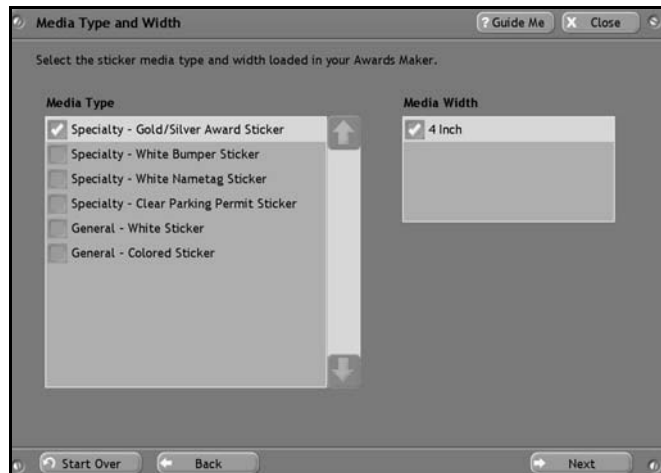 Media Type and Width
? Guide Me
X Close
Select the sticker media type and width loaded in your Awards Maker.
Media Type
Specialty - Gold/Silver Award Sticker
Specialty - White Bumper Sticker
Specialty - White Nametag Sticker
Specialty - Clear Parking Permit Sticker
General - White Sticker
General - Colored Sticker
Media Width
4 Inch
Start Over
Back
Next